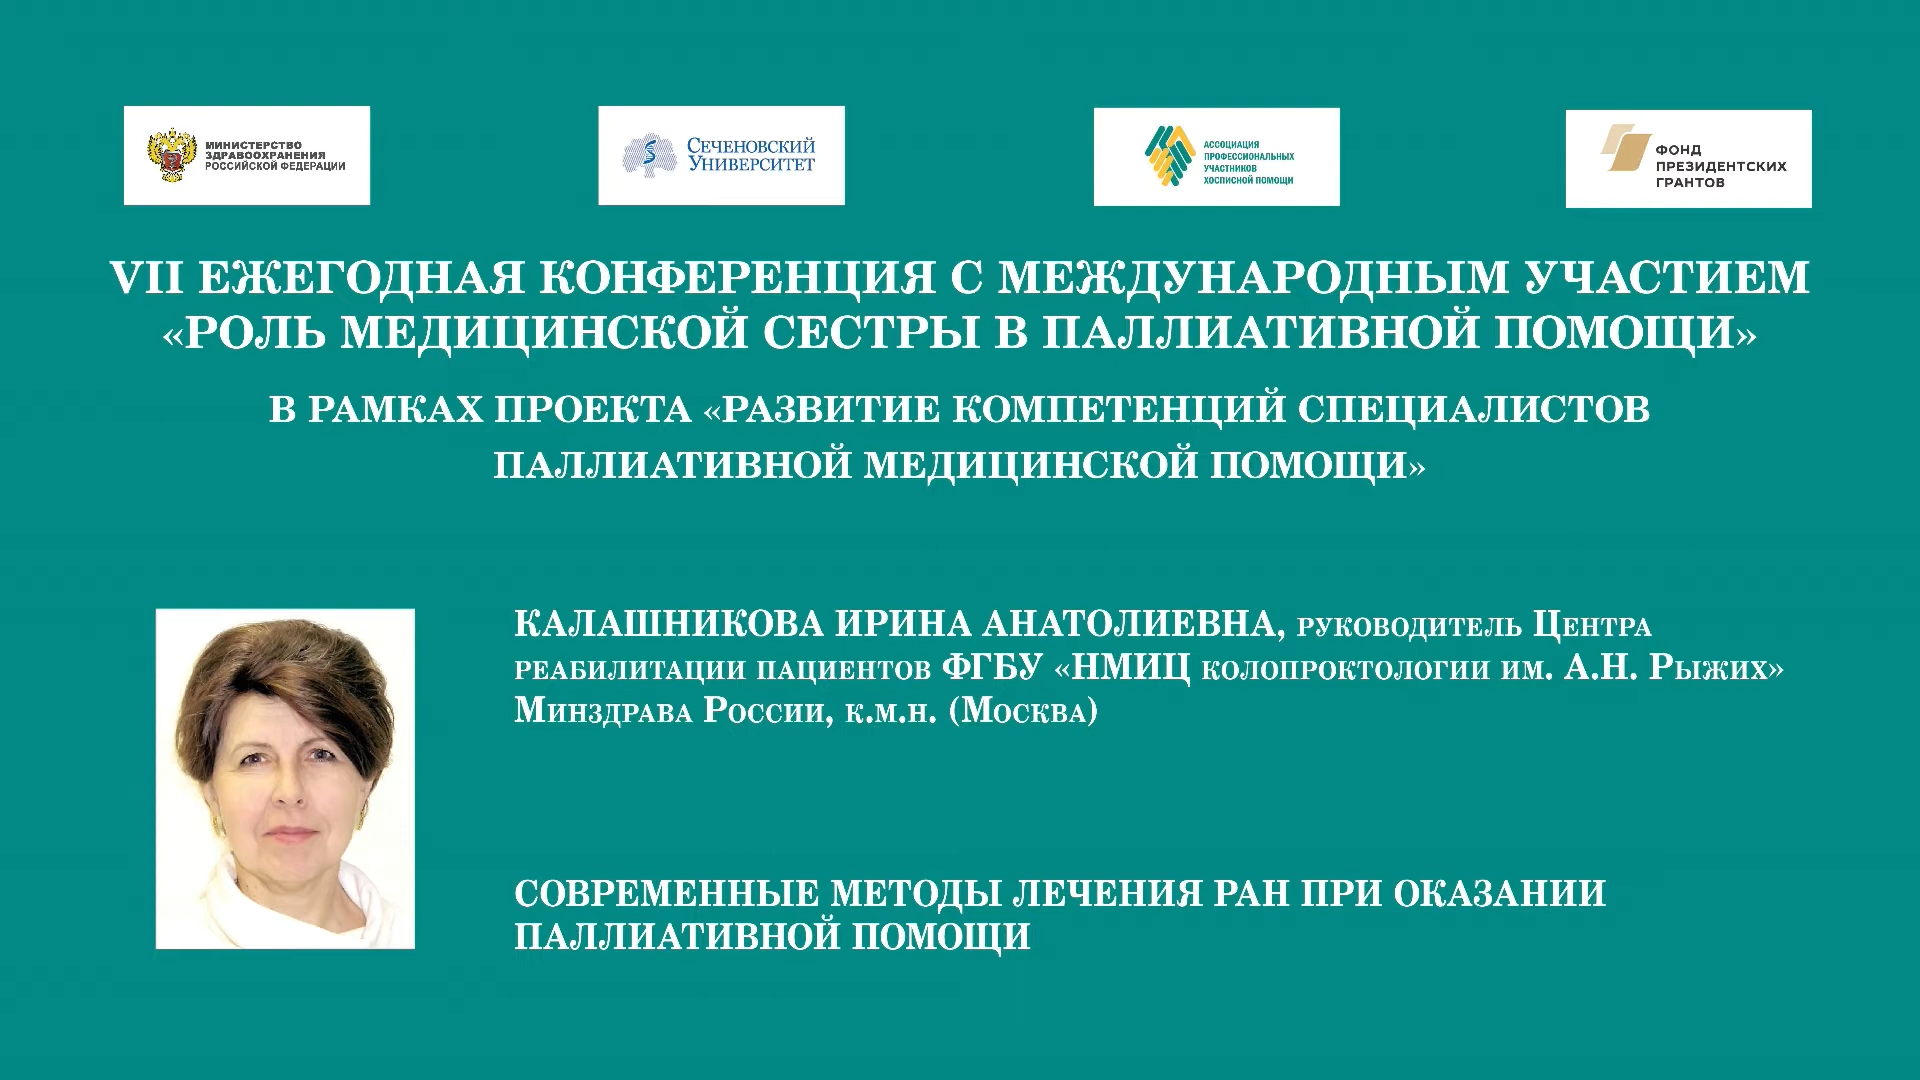 МИНИСТЕРСТВО
ЗДРАВООХРАНЕНИЯ
РОССИЙСКОЙ ФЕДЕРАЦИИ
СЕЧЕНОВСКИЙ
УНИВЕРСИТЕТ
АССОЦИАЦИЯ
ПРОФЕССИОНАЛЬНЫХ
УЧАСТНИКОВ
ХОСПИСНОЙ ПОМОЩИ
ФОНД
ПРЕЗИДЕНТСКИХ
ГРАНТОВ
VII ЕЖЕГОДНАЯ КОНФЕРЕНЦИЯ С МЕЖДУНАРОДНЫМ УЧАСТИЕМ
«РОЛЬ МЕДИЦИНСКОЙ СЕСТРЫ В ПАЛЛИАТИВНОЙ ПОМОЩИ»
В РАМКАХ ПРОЕКТА «РАЗВИТИЕ КОМПЕТЕНЦИЙ СПЕЦИАЛИСТОВ
ПАЛЛИАТИВНОЙ МЕДИЦИНСКОЙ ПОМОЩИ»
КАЛАШНИКОВА ИРИНА АНАТОЛИЕВНА, РУКОВОДИТЕЛЬ ЦЕНТРА
РЕАБИЛИТАЦИИ ПАЦИЕНТОВ ФГБУ «НМИЦ КОЛОПРОКТОЛОГИИ ИМ. А.Н. РЫЖИХ»
МИНЗДРАВА РОССИИ, К.М.Н. (МОСКВА)
СОВРЕМЕННЫЕ МЕТОДЫ ЛЕЧЕНИЯ РАН ПРИ ОКАЗАНИИ
ПАЛЛИАТИВНОЙ ПОМОЩИ